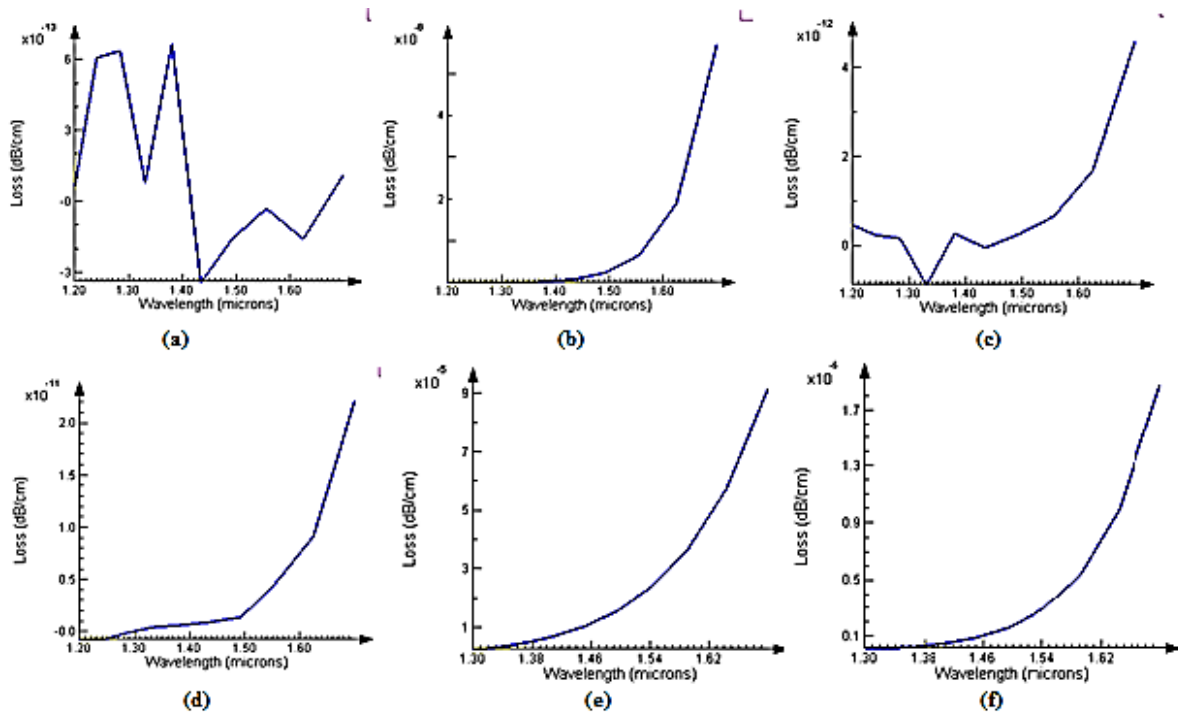 x10 -13
6
3
-0
-3
Loss (dB/cm)
1.20 1.30 1.40 1.50 1.60
Wavelength (microns)
(a)
2
Loss (dB/cm)
1.20 1.30 1.40 1.50 1.60
Wavelength (microns)
(b)
x10 -12
4
2
0
Loss (dB/cm)
1.20 1.30 1.40 1.50 1.60
Wavelength (microns)
(c)
x10 -11
2.0
1.0
0.5
-0.0
Loss (dB/cm)
1.20 1.30 1.40 1.50 1.60
Wavelength (microns)
(d)
9
7
5
3
1
Loss (dB/cm)
1.30 1.38 1.46 1.54 1.62
Wavelength (microns)
(e)
1.7
1.3
0.9
0.5
0.1
Loss (dB/cm)
1.30 1.38 1.46 1.54 1.62
Wavelength (microns)
(f)